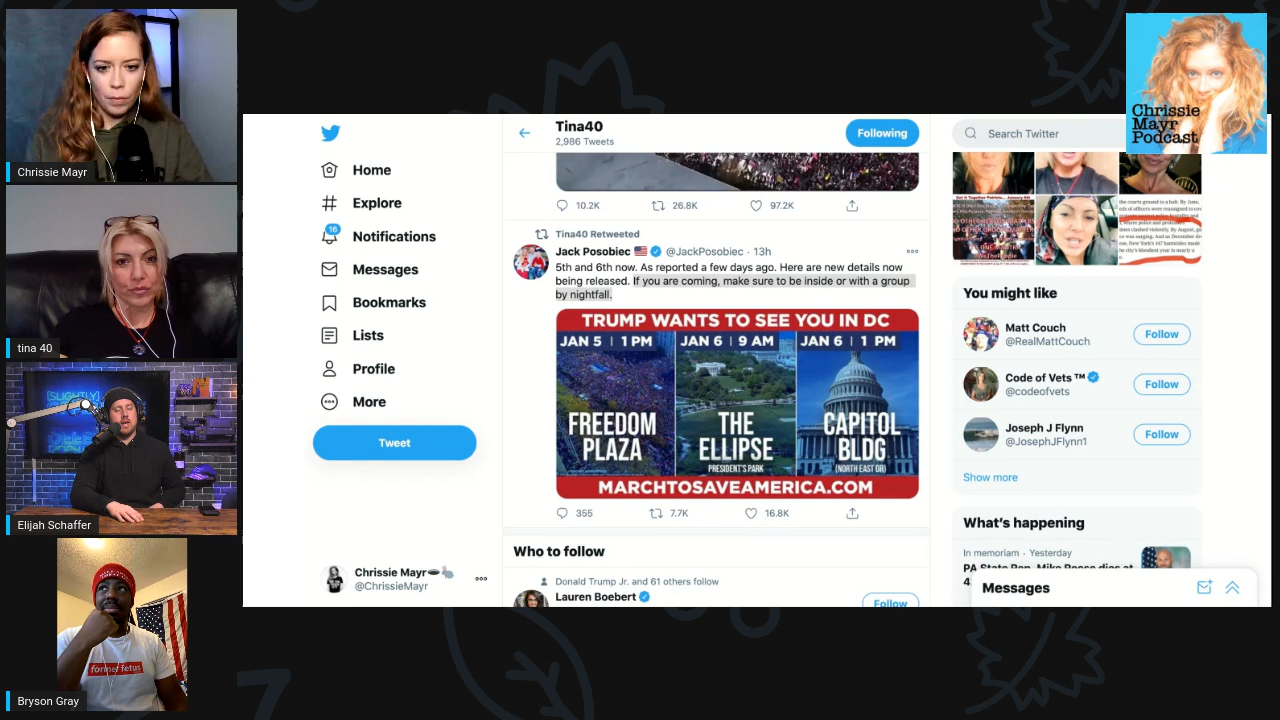 Chrissie Mayr
tina 40
[SLIGHTLY
Elijah Schaffer
former fetus
Bryson Gray
Home
Explore
16
Notifications
Messages
Bookmarks
Lists
Profile
More
Tweet
Chrissie Mayr
@ChrissieMayr
Tina40
2,986 Tweets
Following
10.2K 26.8K 97.2K
Tina40 Retweeted
Jack Posobiec 🇺🇸 @JackPosobiec · 13h
5th and 6th now. As reported a few days ago. Here are new details now
being released. If you are coming, make sure to be inside or with a group
by nightfall.
TRUMP WANTS TO SEE YOU IN DC
JAN 5 | 1 PM JAN 6 | 9 AM JAN 6 | 1 PM
FREEDOM
PLAZA
THE
ELLIPSE
PRESIDENT'S PARK
CAPITOL
BLDG
(NORTH EAST DR)
MARCHTOSAVEAMERICA.COM
355 7.7K 16.8K
Who to follow
Donald Trump Jr. and 61 others follow
Lauren Boebert
Follow
Search Twitter
Chrissie
Mayr
Podcast
You might like
Matt Couch
@RealMattCouch
Follow
Code of Vets ™
@codeofvets
Follow
Joseph J Flynn
@JosephJFlynn1
Follow
Show more
What's happening
In memoriam · Yesterday
Messages